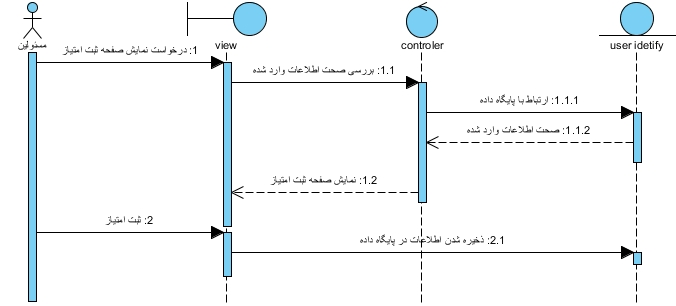 مسئولین
view
controler
user idetify
1: درخواست نمایش صفحه ثبت امتیاز
1.1: بررسی صحت اطلاعات وارد شده
1.1.1: ارتباط با پایگاه داده
1.1.2: صحت اطلاعات وارد شده
1.2: نمایش صفحه ثبت امتیاز
2: ثبت امتیاز
2.1: ذخیره شدن اطلاعات در پایگاه داده